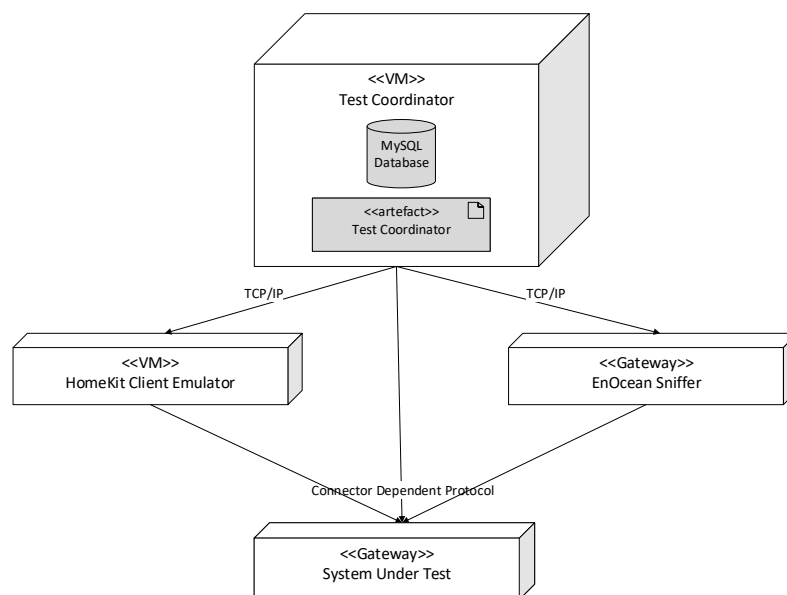 <<VM>>
Test Coordinator
MySQL
Database
<<artefact>>
Test Coordinator
TCP/IP
TCP/IP
<<VM>>
HomeKit Client Emulator
<<Gateway>>
EnOcean Sniffer
Connector Dependent Protocol
<<Gateway>>
System Under Test